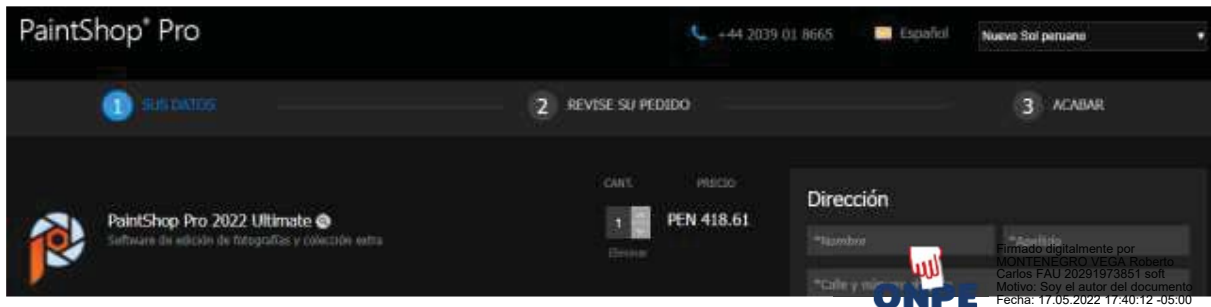 PaintShop® Pro
+44 2039 01 8665
Español
Nuevo Sol peruano
1 SUS DATOS
2 REVISE SU PEDIDO
3 ACABAR
CANT.
PRECIO
PaintShop Pro 2022 Ultimate
Software de edición de fotografías y colección extra
1
PEN 418.61
Eliminar
Dirección
*Nombre
*Apellido
*Calle y
ONPE
Firmado digitalmente por
MONTENEGRO VEGA Roberto
Carlos FAU 20291973851 soft
Motivo: Soy el autor del documento
Fecha: 17.05.2022 17:40:12 -05:00